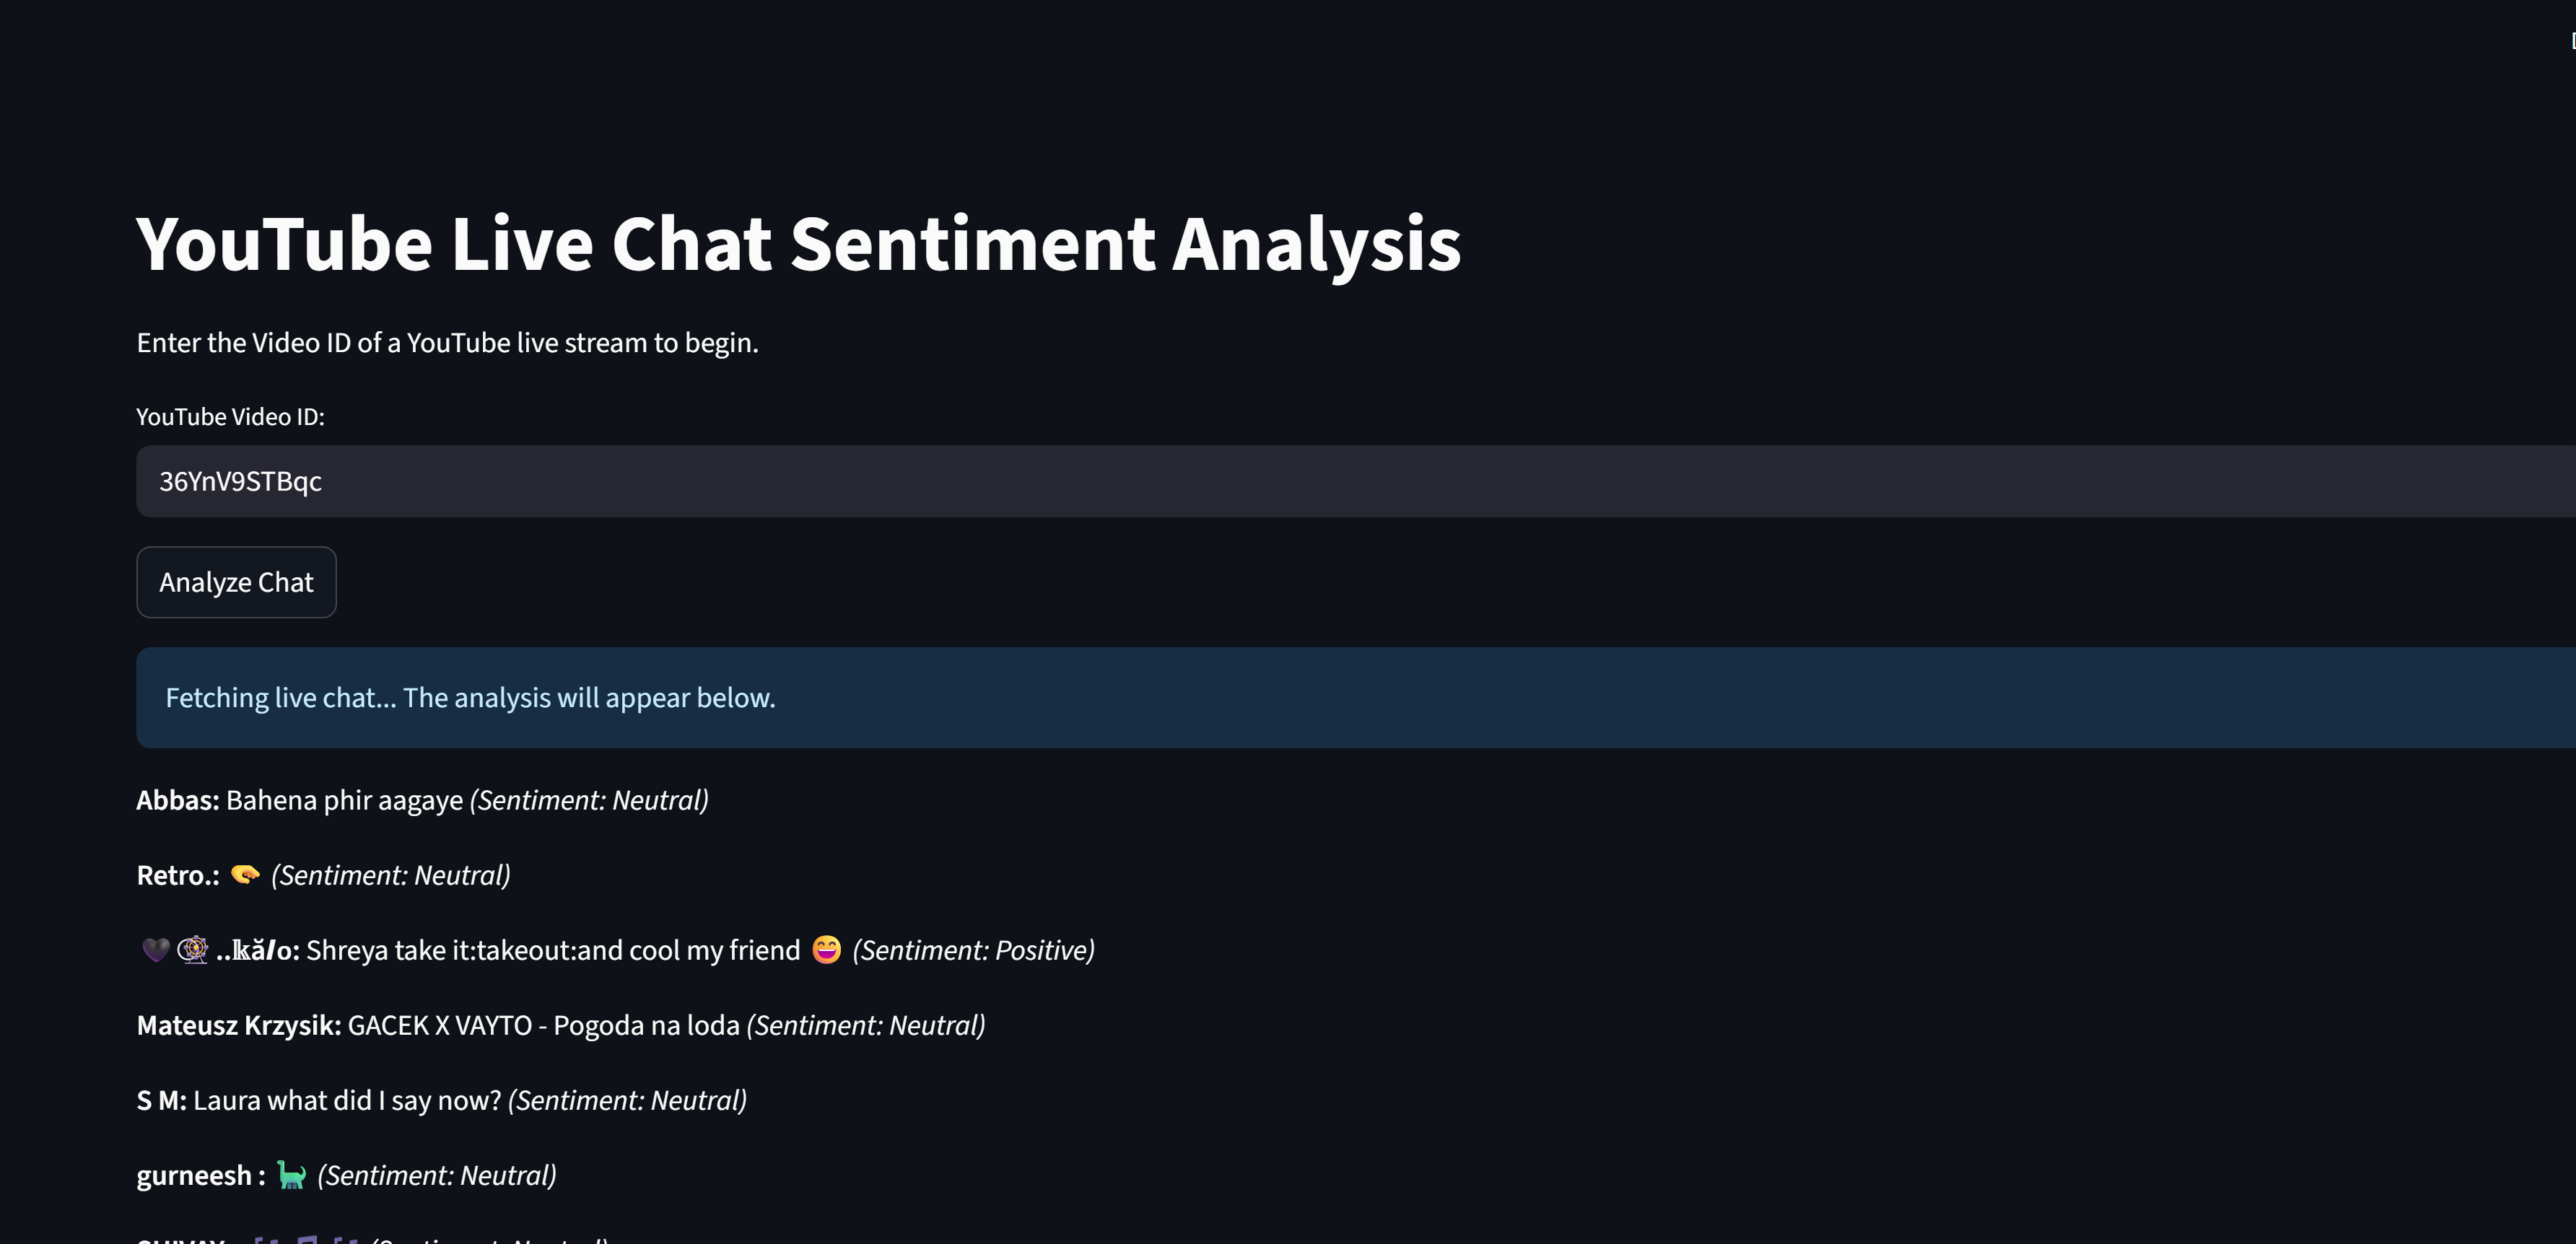 YouTube Live Chat Sentiment Analysis
Enter the Video ID of a YouTube live stream to begin.
YouTube Video ID:
36YnV9STBqc
Analyze Chat
Fetching live chat... The analysis will appear below.
Abbas: Bahena phir aagaye (Sentiment: Neutral)
Retro.: 🤏 (Sentiment: Neutral)
🖤🎡 ..𝕜ă𝙡o: Shreya take it:takeout:and cool my friend 😄 (Sentiment: Positive)
Mateusz Krzysik: GACEK X VAYTO - Pogoda na loda (Sentiment: Neutral)
S M: Laura what did I say now? (Sentiment: Neutral)
gurneesh : 🦕 (Sentiment: Neutral)
(Sentiment: Neutral)